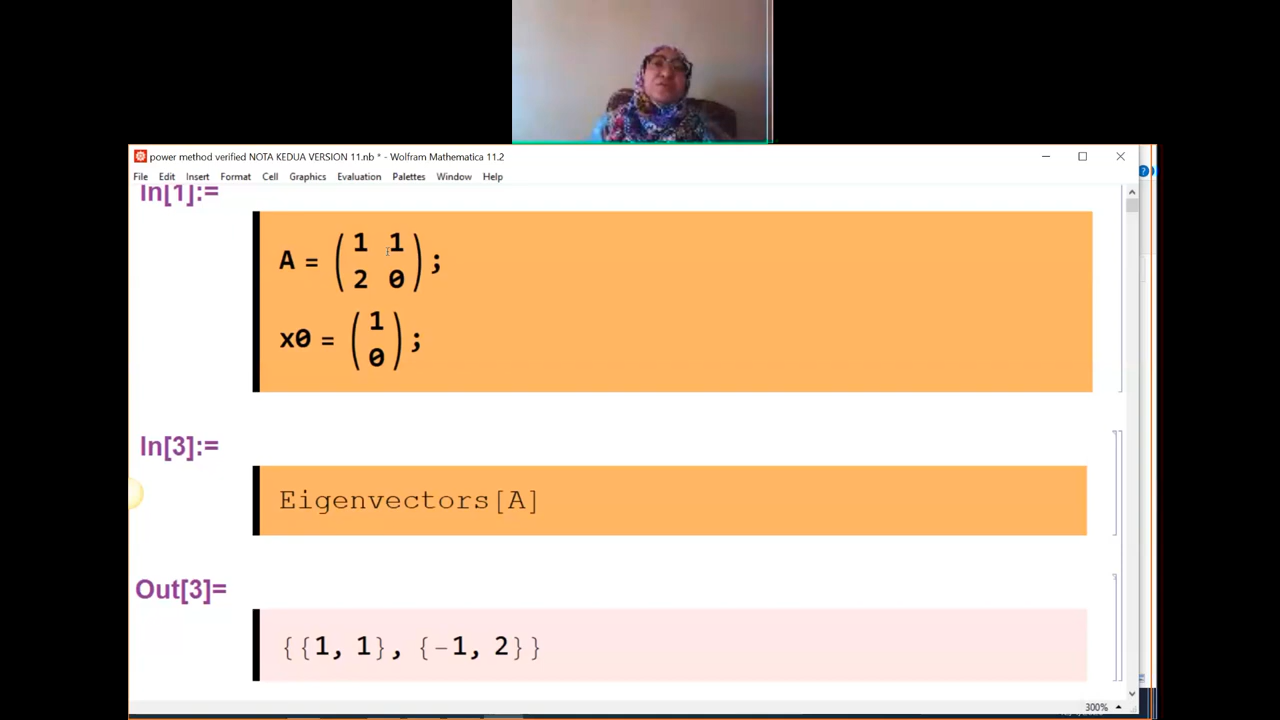 power method verified NOTA KEDUA VERSION 11.nb * - Wolfram Mathematica 11.2
File Edit Insert Format Cell Graphics Evaluation Palettes Window Help
In[1]:=
A = ( 1 1
2 0 ) ;
x0 = ( 1
0 ) ;
In[3]:=
Eigenvectors[A]
Out[3]=
{{1, 1}, {-1, 2}}
300%